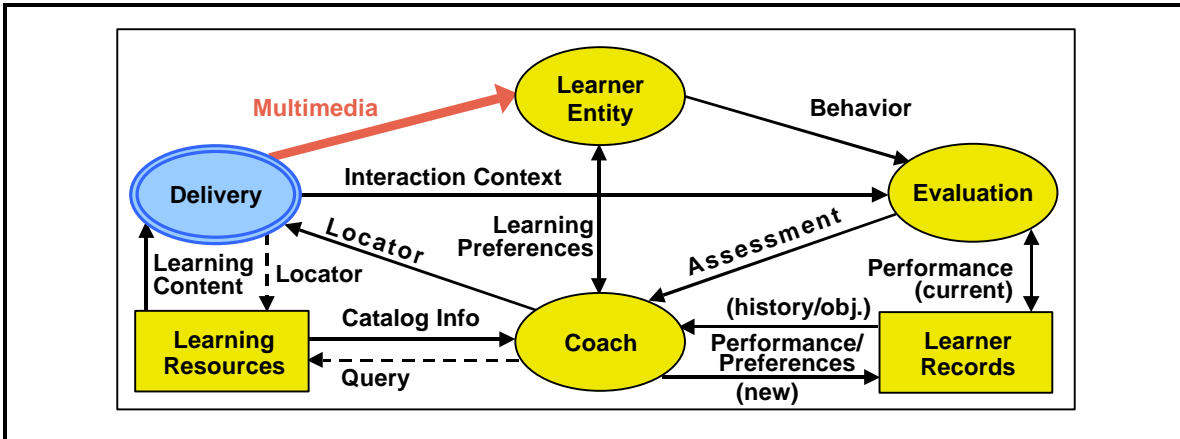 Learner
Entity
Multimedia
Behavior
Delivery
Interaction Context
Evaluation
Learning
Preferences
Locator
Assessment
Learning
Content
Locator
Performance
(current)
Learning
Resources
Catalog Info
Query
Coach
(history/obj.)
Performance/
Preferences
(new)
Learner
Records